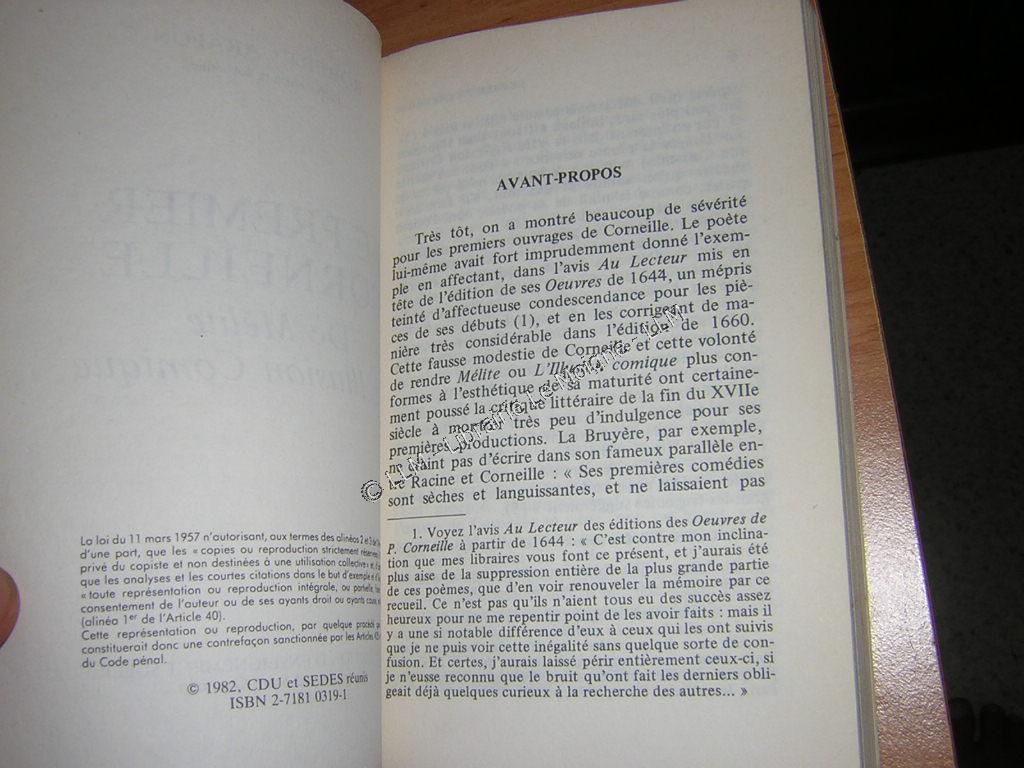 La loi du 11 mars 1957 n'autorisant, aux termes des alinéas 2 et 3 de
d'une part, que les « copies ou reproduction strictement
privé du copiste et non destinées à une utilisation collective » et
que les analyses et les courtes citations dans le but d'exemple et
« toute représentation ou reproduction intégrale, ou partielle,
consentement de l'auteur ou de ses ayants droit ou ayants cause,
(alinéa 1er de l'Article 40).
Cette représentation ou reproduction, par quelque procédé
constituerait donc une contrefaçon sanctionnée par les Articles
du Code pénal.
© 1982, CDU et SEDES réunis
ISBN 2-7181 0319-1
AVANT-PROPOS
Très tôt, on a montré beaucoup de sévérité
pour les premiers ouvrages de Corneille. Le poète
lui-même avait fort imprudemment donné l'exem-
ple en affectant, dans l'avis Au Lecteur mis en
tête de l'édition de ses Oeuvres de 1644, un mépris
teinté d'affectueuse condescendance pour les piè-
ces de ses débuts (1), et en les corrigeant de ma-
nière très considérable dans l'édition de 1660.
Cette fausse modestie de Corneille et cette volonté
de rendre Mélite ou L'Illusion comique plus con-
formes à l'esthétique de sa maturité ont certaine-
ment poussé la critique littéraire de la fin du XVIIe
siècle à montrer très peu d'indulgence pour ses
premières productions. La Bruyère, par exemple,
ne craint pas d'écrire dans son fameux parallèle en-
tre Racine et Corneille : « Ses premières comédies
sont sèches et languissantes, et ne laissaient pas
1. Voyez l'avis Au Lecteur des éditions des Oeuvres de
P. Corneille à partir de 1644 : « C'est contre mon inclina-
tion que mes libraires vous font ce présent, et j'aurais été
plus aise de la suppression entière de la plus grande partie
de ces poèmes, que d'en voir renouveler la mémoire par ce
recueil. Ce n'est pas qu'ils n'aient tous eu des succès assez
heureux pour ne me repentir point de les avoir faits : mais il
y a une si notable différence d'eux à ceux qui les ont suivis
que je ne puis voir cette inégalité sans quelque sorte de con-
fusion. Et certes, j'aurais laissé périr entièrement ceux-ci, si
je n'eusse reconnu que le bruit qu'ont fait les derniers obli-
geait déjà quelques curieux à la recherche des autres... »
© LLM - Librairie Le Monde - LLM